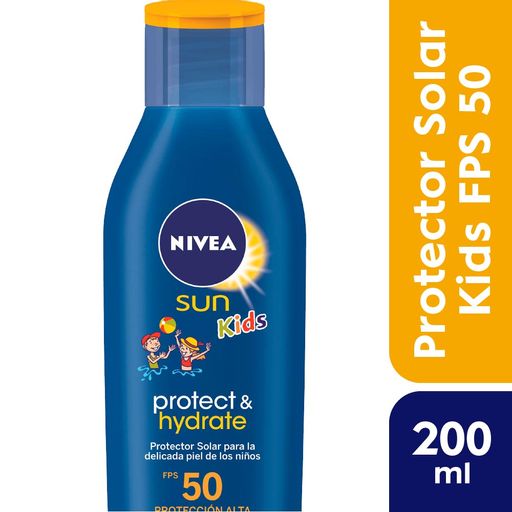 NIVEA
sun
Kids
protect &
hydrate
Protector Solar para la
delicada piel de los niños
FPS 50
PROTECCIÓN ALTA
Protector Solar
Kids FPS 50
200
ml